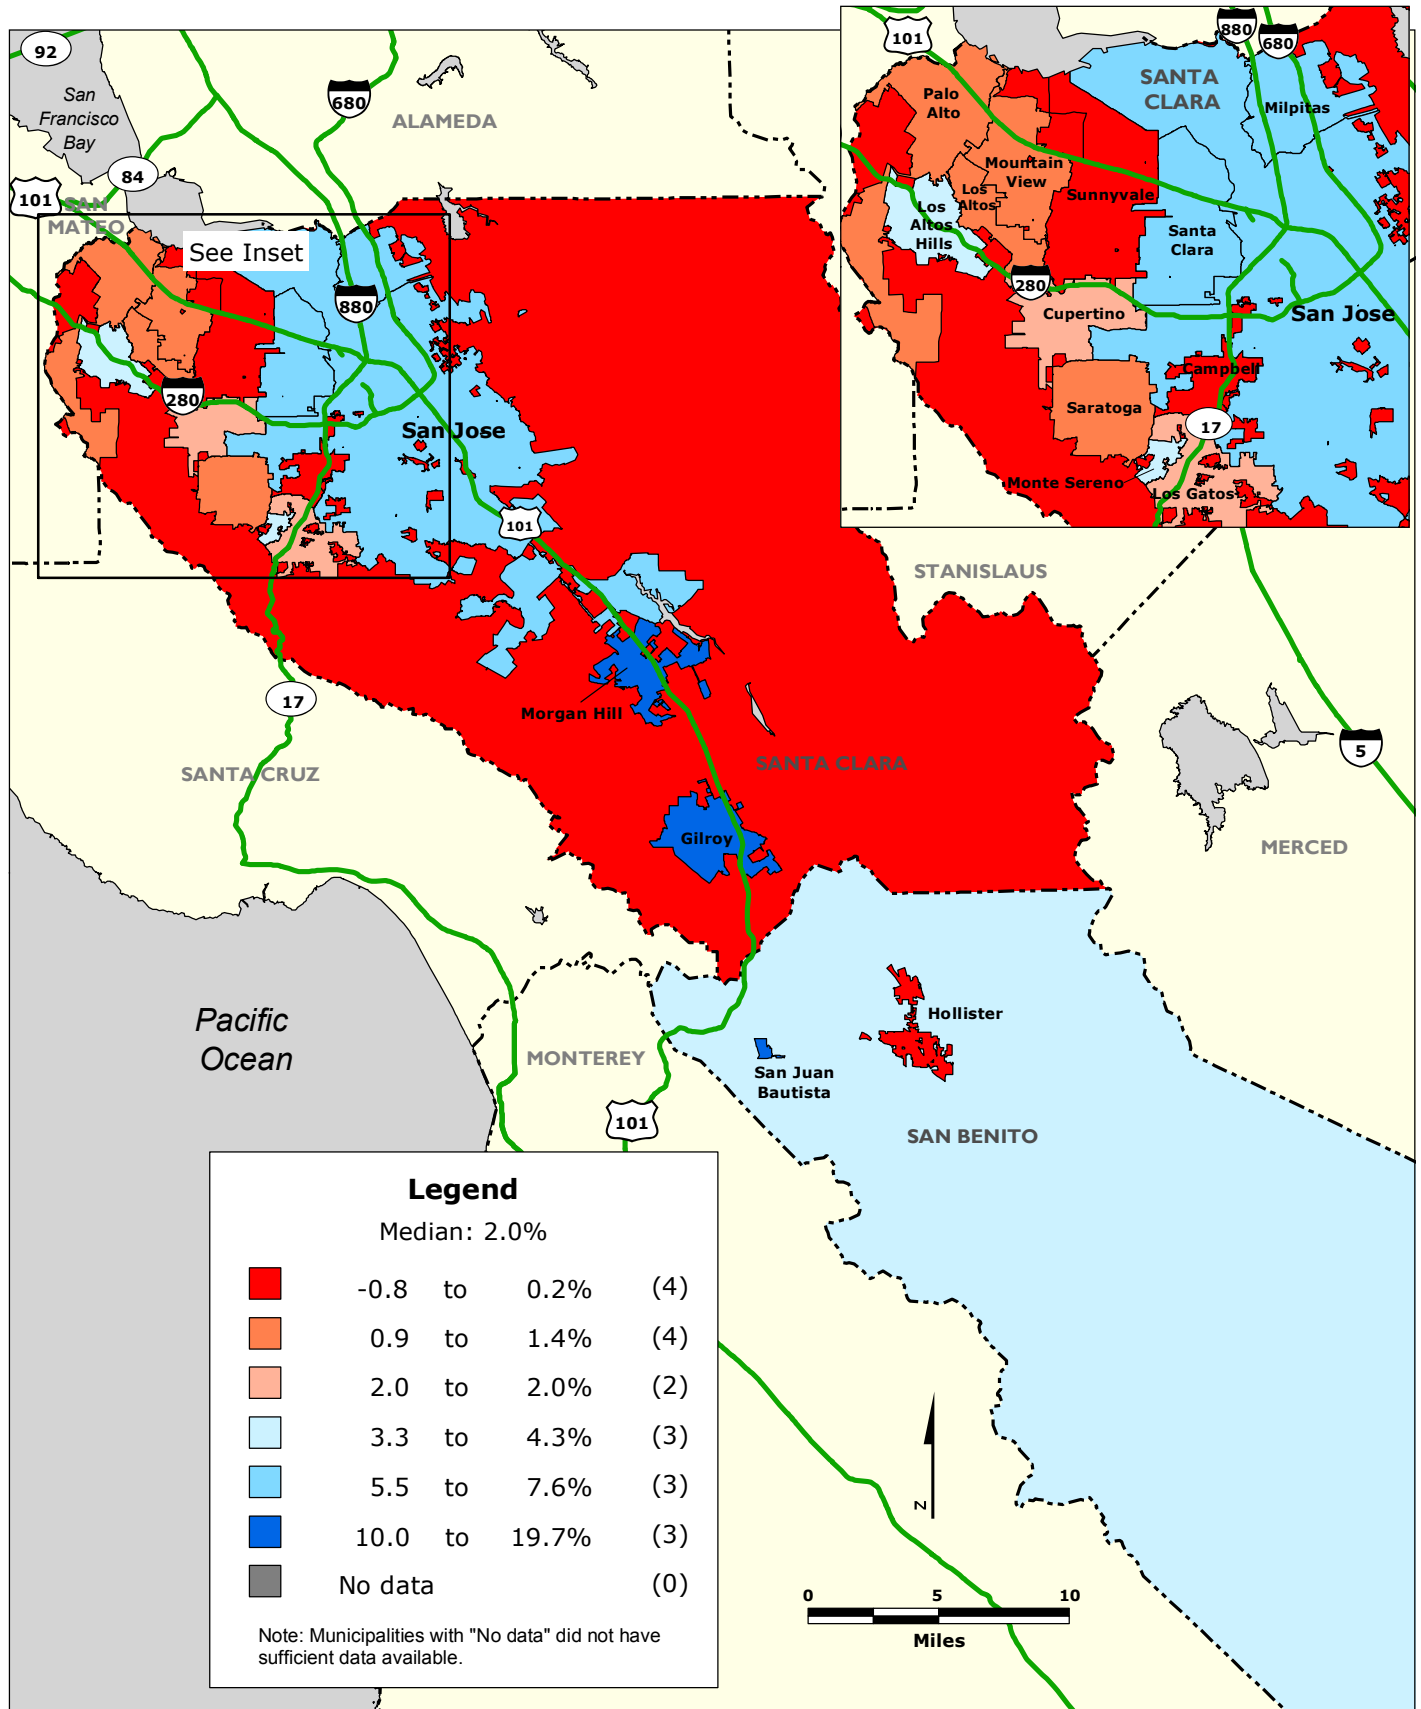 92
San
Francisco
Bay
680
ALAMEDA
84
101
SAN
MATEO
See Inset
880
280
San Jose
101
17
Morgan Hill
SANTA CRUZ
SANTA CLARA
Gilroy
STANISLAUS
5
MERCED
Pacific
Ocean
MONTEREY
101
Hollister
San Juan
Bautista
SAN BENITO
101
880
680
SANTA
CLARA
Milpitas
Palo
Alto
Mountain
View
Los
Altos
Sunnyvale
Los
Altos
Hills
Santa
Clara
280
Cupertino
San Jose
Campbell
Saratoga
17
Monte Sereno
Los Gatos
Legend
Median: 2.0%
-0.8 to 0.2% (4)
0.9 to 1.4% (4)
2.0 to 2.0% (2)
3.3 to 4.3% (3)
5.5 to 7.6% (3)
10.0 to 19.7% (3)
No data (0)
Note: Municipalities with "No data" did not have
sufficient data available.
N
0 5 10
Miles